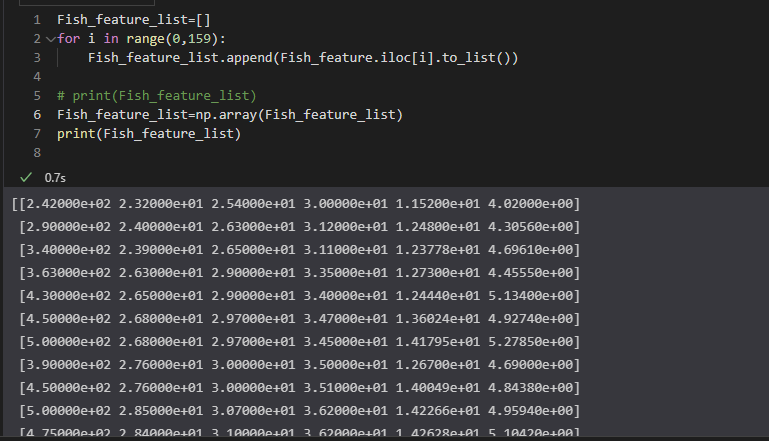 1 Fish_feature_list=[]
2 for i in range(0,159):
3 Fish_feature_list.append(Fish_feature.iloc[i].to_list())
4
5 # print(Fish_feature_list)
6 Fish_feature_list=np.array(Fish_feature_list)
7 print(Fish_feature_list)
8
0.7s
[[2.42000e+02 2.32000e+01 2.54000e+01 3.00000e+01 1.15200e+01 4.02000e+00]
[2.90000e+02 2.40000e+01 2.63000e+01 3.12000e+01 1.24800e+01 4.30560e+00]
[3.40000e+02 2.39000e+01 2.65000e+01 3.11000e+01 1.23778e+01 4.69610e+00]
[3.63000e+02 2.63000e+01 2.90000e+01 3.35000e+01 1.27300e+01 4.45550e+00]
[4.30000e+02 2.65000e+01 2.90000e+01 3.40000e+01 1.24440e+01 5.13400e+00]
[4.50000e+02 2.68000e+01 2.97000e+01 3.47000e+01 1.36024e+01 4.92740e+00]
[5.00000e+02 2.68000e+01 2.97000e+01 3.45000e+01 1.41795e+01 5.27850e+00]
[3.90000e+02 2.76000e+01 3.00000e+01 3.50000e+01 1.26700e+01 4.69000e+00]
[4.50000e+02 2.76000e+01 3.00000e+01 3.51000e+01 1.40049e+01 4.84380e+00]
[5.00000e+02 2.85000e+01 3.07000e+01 3.62000e+01 1.42266e+01 4.95940e+00]
[4.75000e+02 2.84000e+01 3.10000e+01 3.62000e+01 1.42628e+01 5.10420e+00]